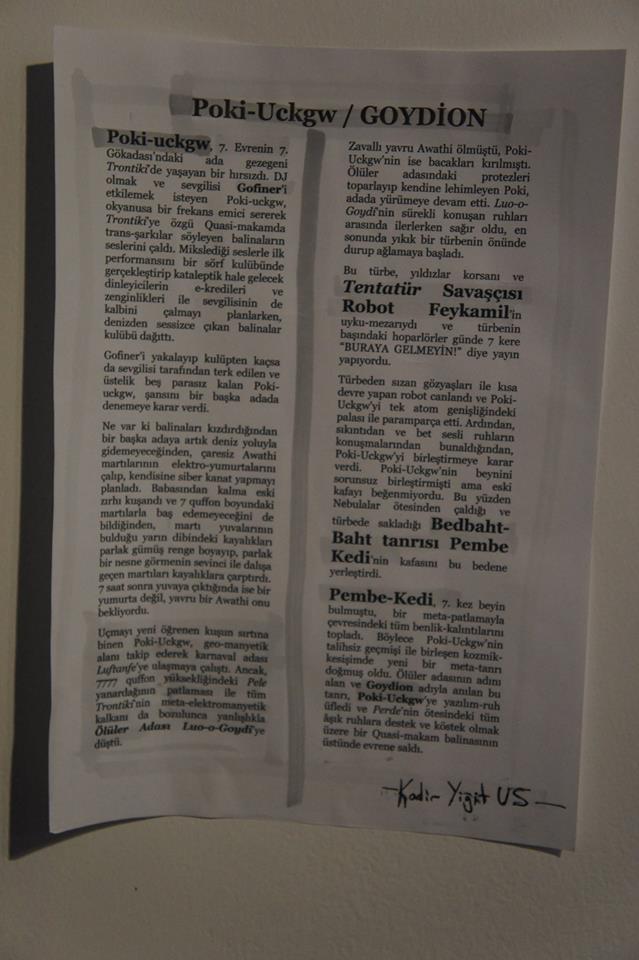 Poki-Uckgw / GOYDİON
Poki-uckgw, 7. Evrenin 7.
Gökadası'ndaki ada gezegeni
Trontiki'de yaşayan bir hırsızdı. DJ
olmak ve sevgilisi Gofiner'i
etkilemek isteyen Poki-uckgw,
okyanusa bir frekans emici sererek
Trontiki'ye özgü Quasi-makamda
trans-şarkılar söyleyen balinaların
seslerini çaldı. Mikslediği seslerle ilk
performansını bir sörf kulübünde
gerçekleştirip kataleptik hale gelecek
dinleyicilerin e-kredileri ve
zenginlikleri ile sevgilisinin de
kalbini çalmayı planlarken,
denizden sessizce çıkan balinalar
kulübü dağıttı.
Gofiner'i yakalayıp kulüpten kaçsa
da sevgilisi tarafından terk edilen ve
üstelik beş parasız kalan Poki-
uckgw, şansını bir başka adada
denemeye karar verdi.
Ne var ki balinaları kızdırdığından
bir başka adaya artık deniz yoluyla
gidemeyeceğinden, çaresiz Awathi
martılarının elektro-yumurtalarını
çalıp, kendisine siber kanat yapmayı
planladı. Babasından kalma eski
zırhı kuşandı ve 7 quffon boyundaki
martılarla baş edemeyeceğini de
bildiğinden, martı yuvalarının
bulduğu yarın dibindeki kayalıkları
parlak gümüş renge boyayıp, parlak
bir nesne görmenin sevinci ile dalışa
geçen martıları kayalıklara çarptırdı.
7 saat sonra yuvaya çıktığında ise bir
yumurta değil, yavru bir Awathi onu
bekliyordu.
Uçmayı yeni öğrenen kuşun sırtına
binen Poki-Uckgw, geo-manyetik
alanı takip ederek karnaval adası
Luftanfe'ye ulaşmaya çalıştı. Ancak,
7777 quffon yüksekliğindeki Pele
yanardağının patlaması ile tüm
Trontiki'nin meta-elektromanyetik
kalkanı da bozulunca yanlışlıkla
Ölüler Adası Luo-o-Goydi'ye
düştü.
Zavallı yavru Awathi ölmüştü, Poki-
Uckgw'nin ise bacakları kırılmıştı.
Ölüler adasındaki protezleri
toparlayıp kendine lehimleyen Poki,
adada yürümeye devam etti. Luo-o-
Goydi'nin sürekli konuşan ruhları
arasında ilerlerken sağır oldu, en
sonunda yıkık bir türbenin önünde
durup ağlamaya başladı.
Bu türbe, yıldızlar korsanı ve
Tentatür Savaşçısı
Robot Feykamil'in
uyku-mezarıydı ve türbenin
başındaki hoparlörler günde 7 kere
"BURAYA GELMEYİN!" diye yayın
yapıyordu.
Türbeden sızan gözyaşları ile kısa
devre yapan robot canlandı ve Poki-
Uckgw'yi tek atom genişliğindeki
palası ile paramparça etti. Ardından,
sıkıntıdan ve bet sesli ruhların
konuşmalarından bunaldığından,
Poki-Uckgw'yi birleştirmeye karar
verdi. Poki-Uckgw'nin beynini
sorunsuz birleştirmişti ama eski
kafayı beğenmiyordu. Bu yüzden
Nebulalar ötesinden çaldığı ve
türbede sakladığı Bedbaht-
Baht tanrısı Pembe
Kedi'nin kafasını bu bedene
yerleştirdi.
Pembe-Kedi, 7. kez beyin
bulmuştu, bir meta-patlamayla
çevresindeki tüm benlik-kalıntılarını
topladı. Böylece Poki-Uckgw'nin
talihsiz geçmişi ile birleşen kozmik-
kesişimde yeni bir meta-tanrı
doğmuş oldu. Ölüler adasının adını
alan ve Goydion adıyla anılan bu
tanrı, Poki-Uckgw'ye yazılım-ruh
üfledi ve Perde'nin ötesindeki tüm
âşık ruhlara destek ve köstek olmak
üzere bir Quasi-makam balinasının
üstünde evrene saldı.
Kadir Yiğit US